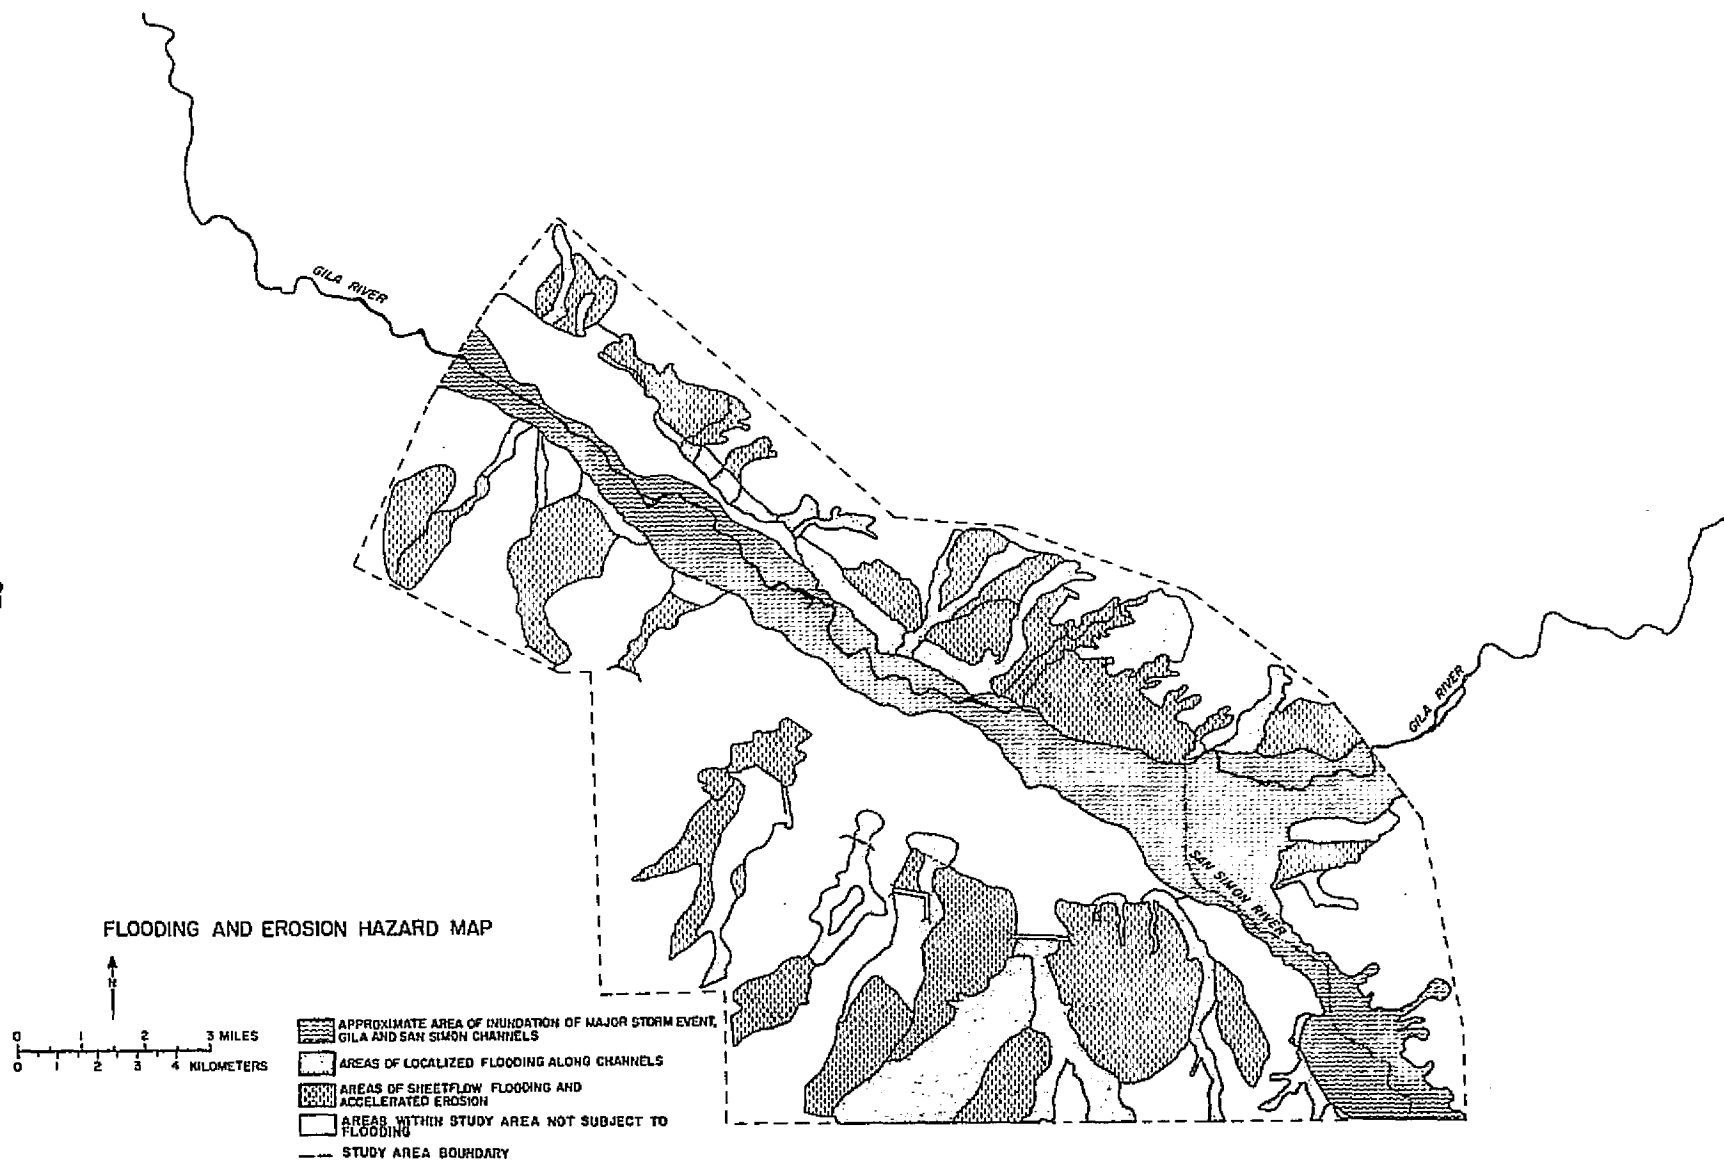 GILA RIVER
GILA RIVER
SAN SIMON RIVER
FLOODING AND EROSION HAZARD MAP
N
0 1 2 3 MILES
0 1 2 3 4 KILOMETERS
APPROXIMATE AREA OF INUNDATION OF MAJOR STORM EVENT,
GILA AND SAN SIMON CHANNELS
AREAS OF LOCALIZED FLOODING ALONG CHANNELS
AREAS OF SHEETFLOW FLOODING AND
ACCELERATED EROSION
AREAS WITHIN STUDY AREA NOT SUBJECT TO
FLOODING
STUDY AREA BOUNDARY